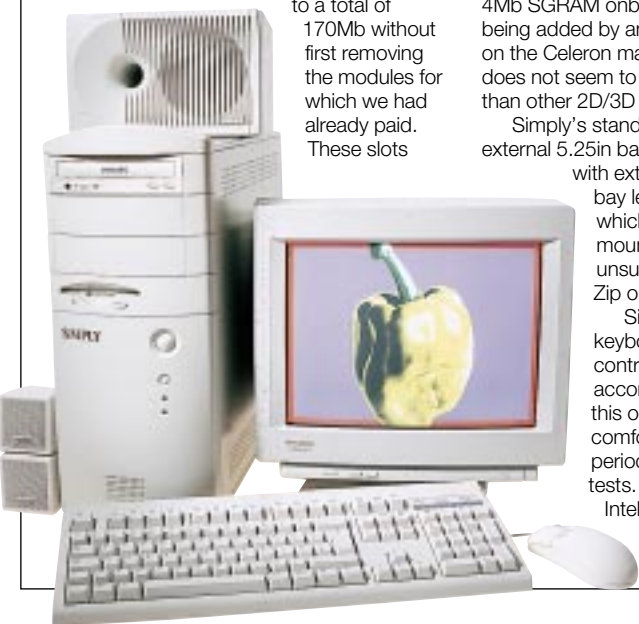 to a total of
170Mb without
first removing
the modules for
which we had
already paid.
These slots
4Mb SGRAM onb
being added by an
on the Celeron ma
does not seem to
than other 2D/3D
Simply's stand
external 5.25in ba
with ext
bay le
which
moun
unsu
Zip o
Si
keybo
contr
accor
this o
comfo
period
tests.
Intel
SIMPLY